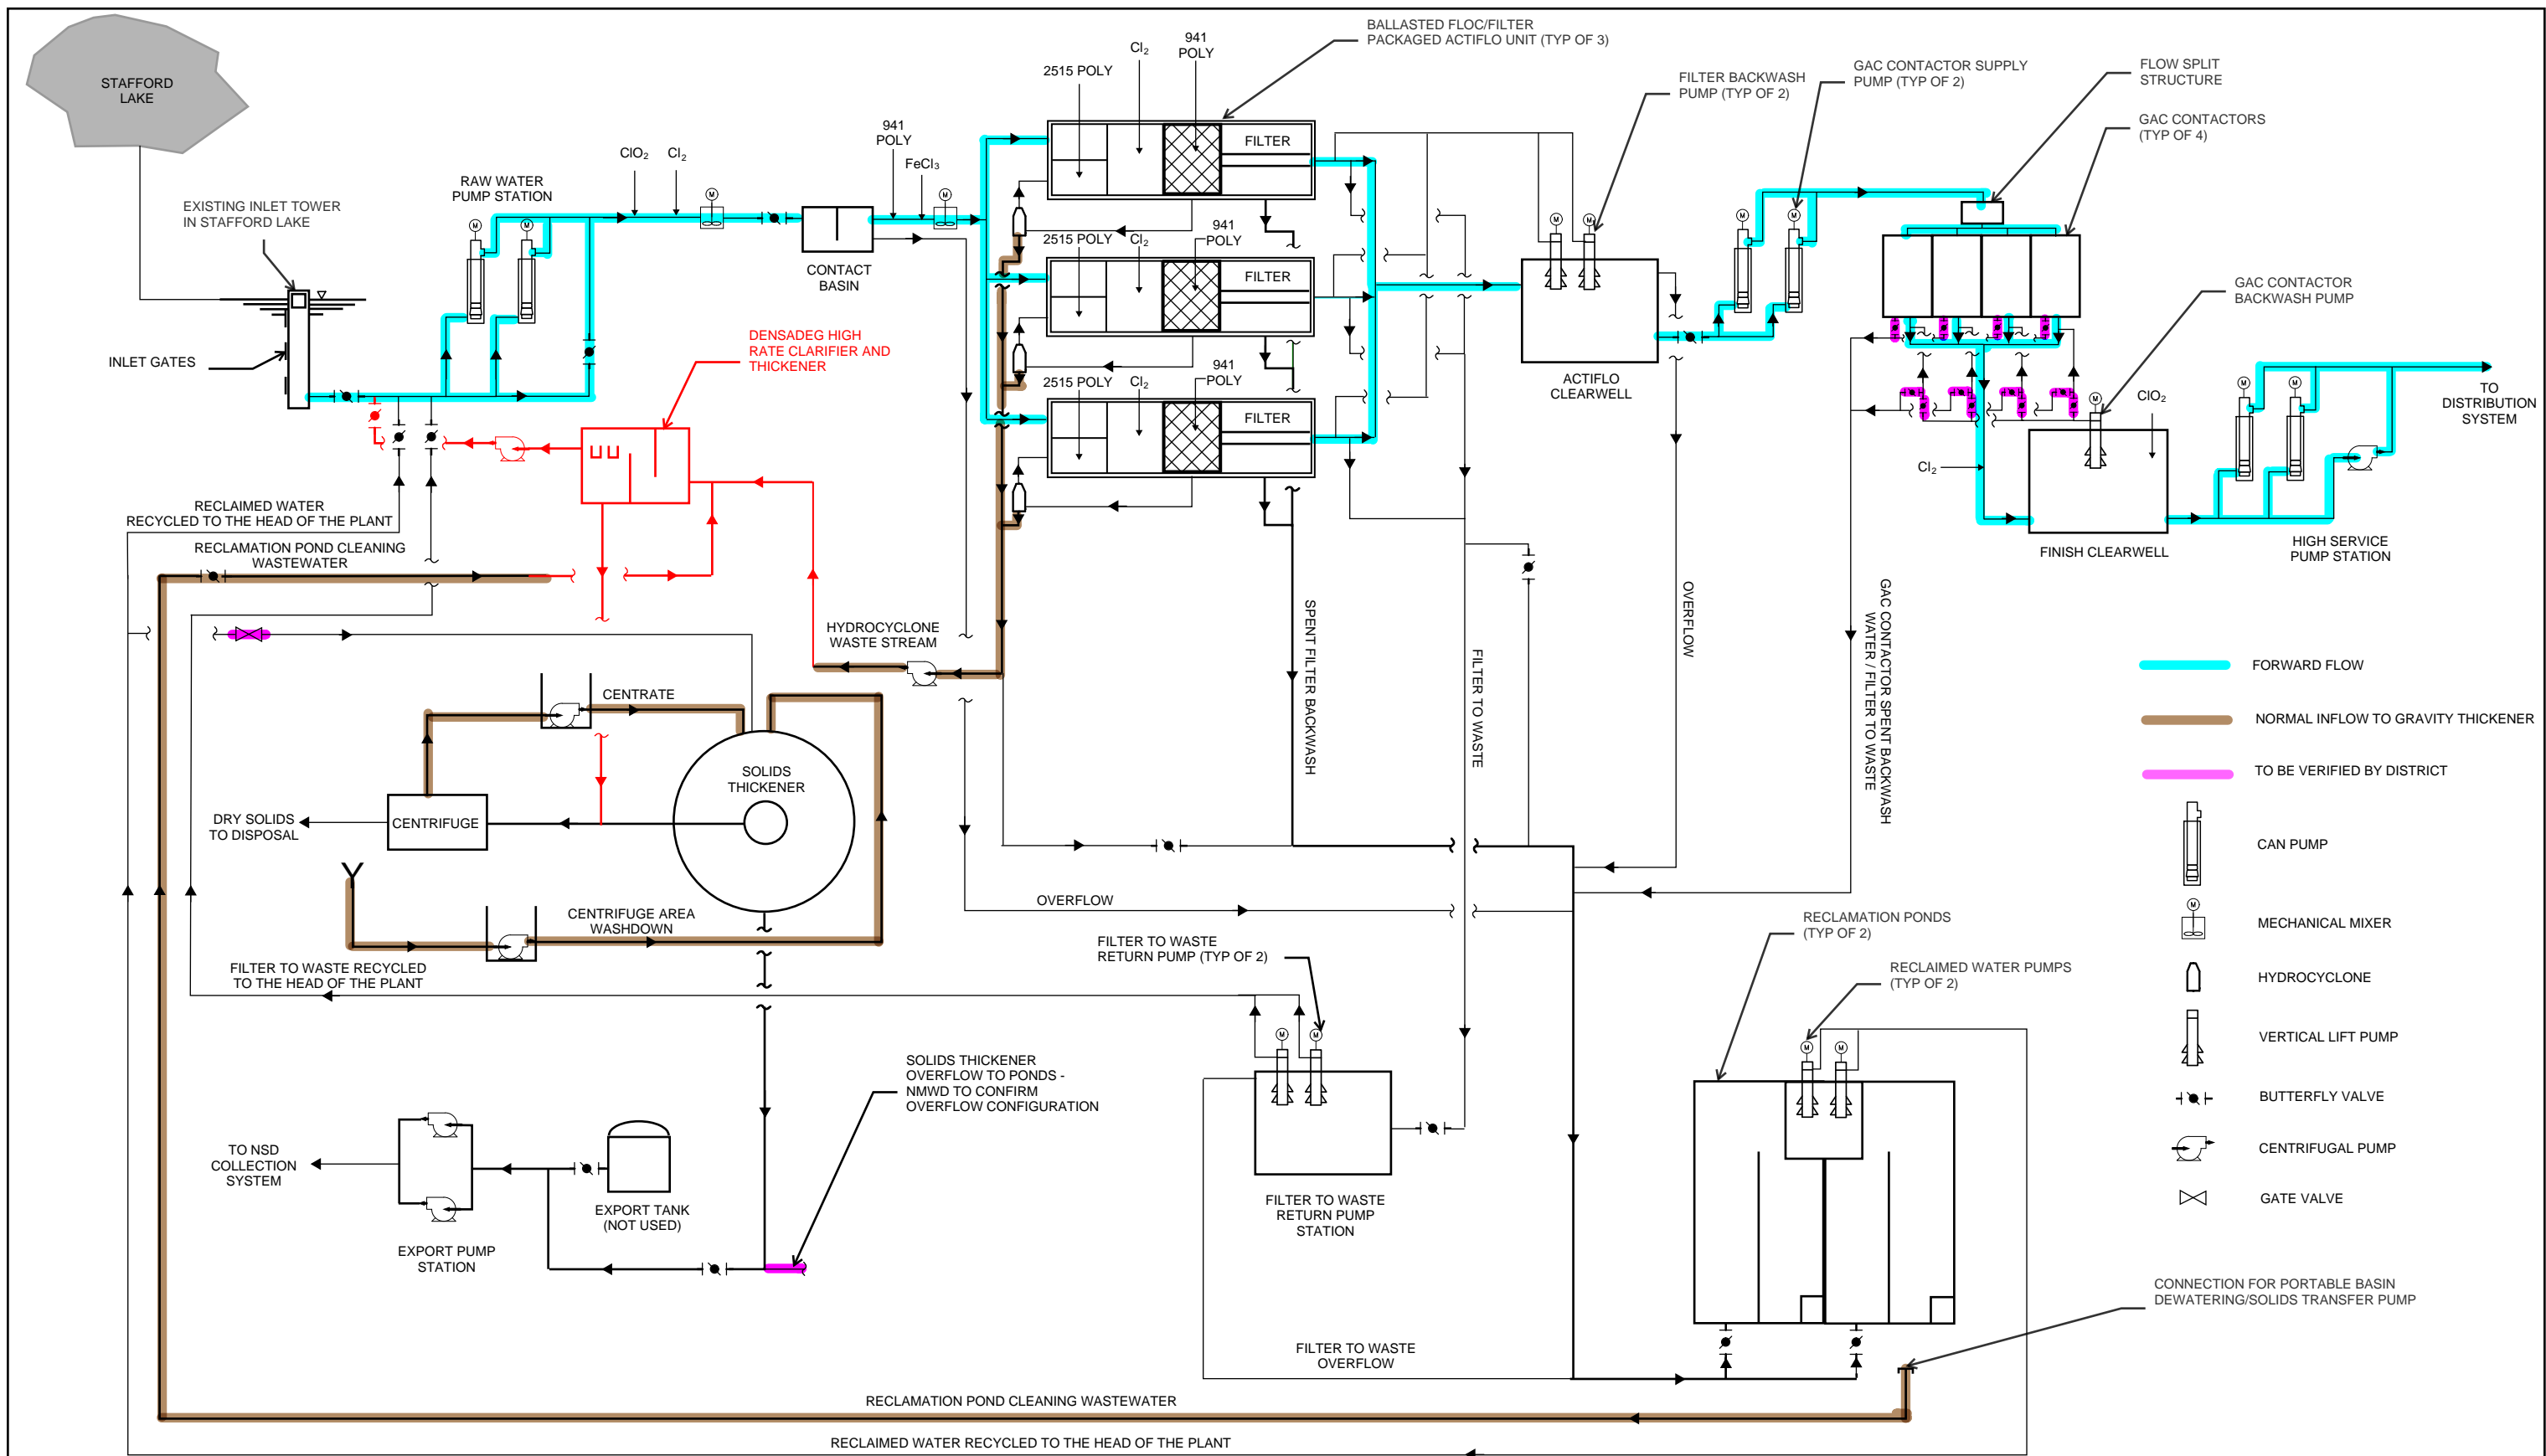 STAFFORD
LAKE
EXISTING INLET TOWER
IN STAFFORD LAKE
INLET GATES
RAW WATER
PUMP STATION
M
M
ClO₂
Cl₂
M
CONTACT
BASIN
941
POLY
FeCl₃
M
BALLASTED FLOC/FILTER
PACKAGED ACTIFLO UNIT (TYP OF 3)
2515 POLY
Cl₂
941
POLY
FILTER
2515 POLY
Cl₂
941
POLY
FILTER
2515 POLY
Cl₂
941
POLY
FILTER
FILTER BACKWASH
PUMP (TYP OF 2)
M
M
ACTIFLO
CLEARWELL
GAC CONTACTOR SUPPLY
PUMP (TYP OF 2)
M
M
FLOW SPLIT
STRUCTURE
GAC CONTACTORS
(TYP OF 4)
GAC CONTACTOR
BACKWASH PUMP
M
ClO₂
Cl₂
FINISH CLEARWELL
M
M
HIGH SERVICE
PUMP STATION
TO
DISTRIBUTION
SYSTEM
DENSADEG HIGH
RATE CLARIFIER AND
THICKENER
RECLAIMED WATER
RECYCLED TO THE HEAD OF THE PLANT
RECLAMATION POND CLEANING
WASTEWATER
HYDROCYCLONE
WASTE STREAM
SPENT FILTER BACKWASH
FILTER TO WASTE
OVERFLOW
GAC CONTACTOR SPENT BACKWASH
WATER / FILTER TO WASTE
CENTRATE
SOLIDS
THICKENER
CENTRIFUGE
DRY SOLIDS
TO DISPOSAL
CENTRIFUGE AREA
WASHDOWN
OVERFLOW
FILTER TO WASTE RECYCLED
TO THE HEAD OF THE PLANT
FILTER TO WASTE
RETURN PUMP (TYP OF 2)
M
M
FILTER TO WASTE
RETURN PUMP
STATION
SOLIDS THICKENER
OVERFLOW TO PONDS -
NMWD TO CONFIRM
OVERFLOW CONFIGURATION
TO NSD
COLLECTION
SYSTEM
EXPORT TANK
(NOT USED)
EXPORT PUMP
STATION
RECLAMATION PONDS
(TYP OF 2)
RECLAIMED WATER PUMPS
(TYP OF 2)
M
M
FILTER TO WASTE
OVERFLOW
CONNECTION FOR PORTABLE BASIN
DEWATERING/SOLIDS TRANSFER PUMP
RECLAMATION POND CLEANING WASTEWATER
RECLAIMED WATER RECYCLED TO THE HEAD OF THE PLANT
FORWARD FLOW
NORMAL INFLOW TO GRAVITY THICKENER
TO BE VERIFIED BY DISTRICT
CAN PUMP
M
MECHANICAL MIXER
HYDROCYCLONE
VERTICAL LIFT PUMP
BUTTERFLY VALVE
CENTRIFUGAL PUMP
GATE VALVE